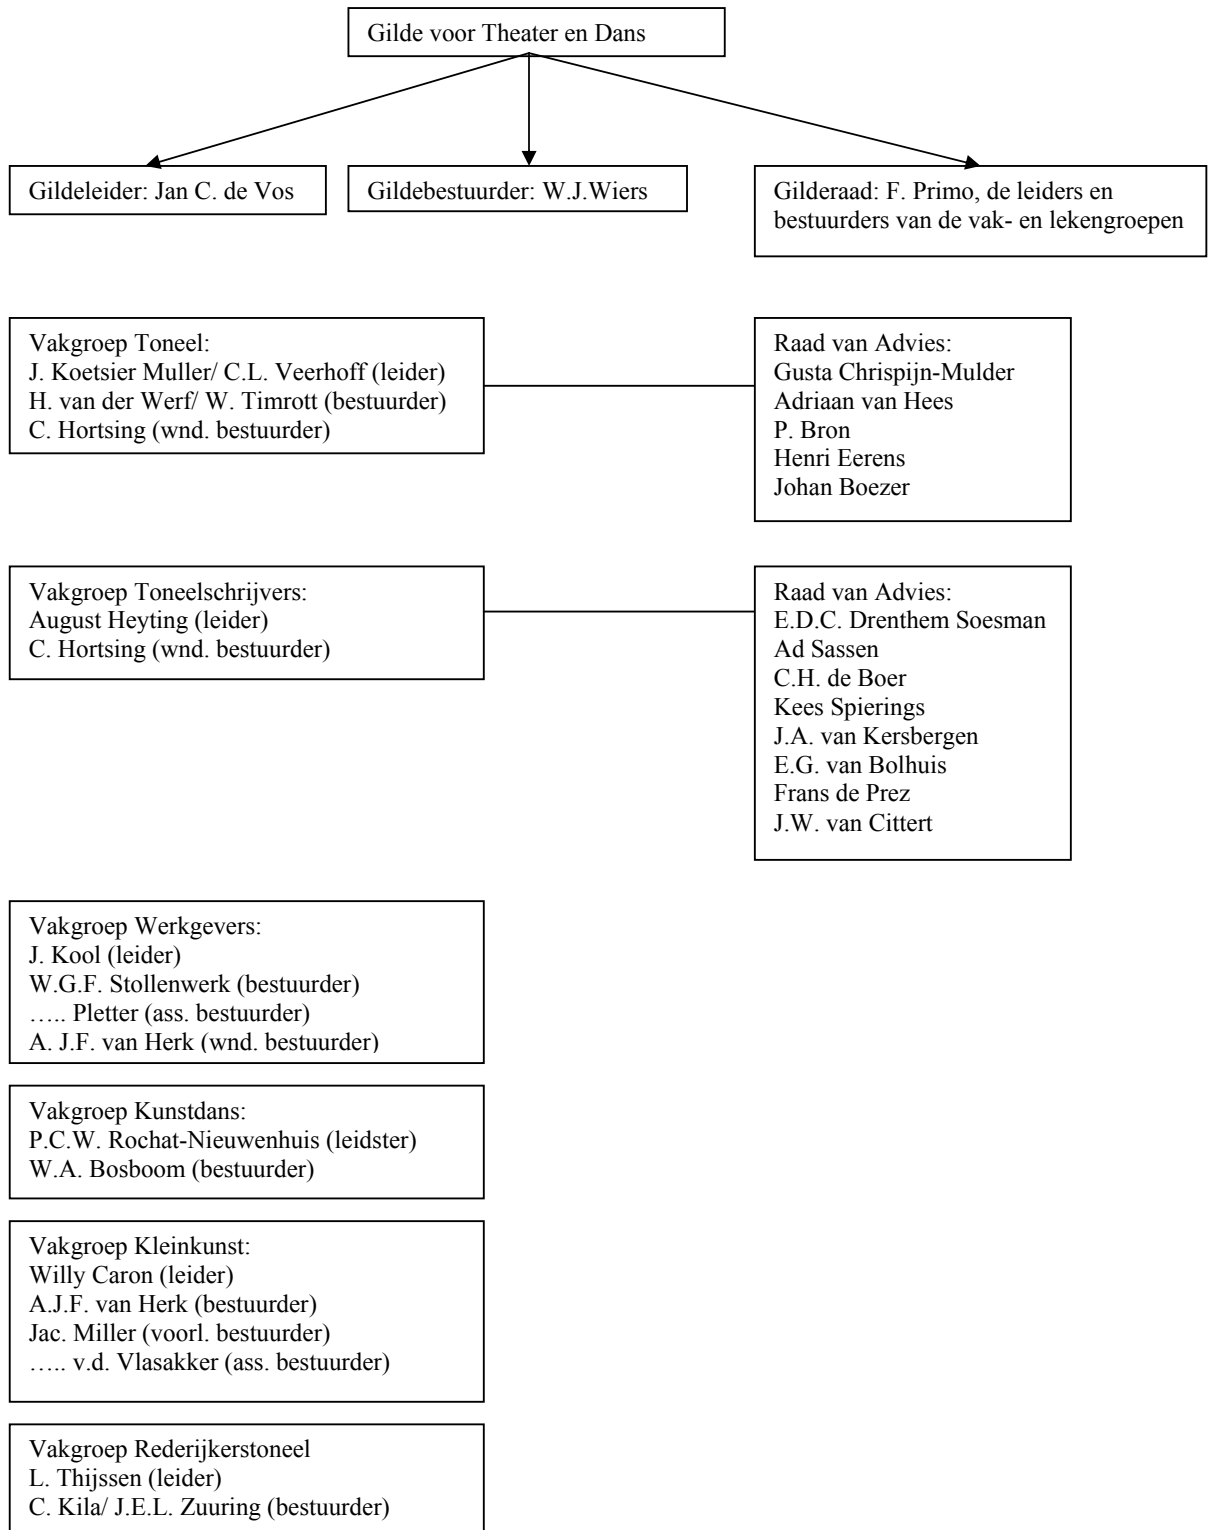 Gilde voor Theater en Dans
Gildeleider: Jan C. de Vos
Gildebestuurder: W.J.Wiers
Gilderaad: F. Primo, de leiders en
bestuurders van de vak- en lekengroepen
Vakgroep Toneel:
J. Koetsier Muller/ C.L. Veerhoff (leider)
H. van der Werf/ W. Timrott (bestuurder)
C. Hortsing (wnd. bestuurder)
Raad van Advies:
Gusta Chrispijn-Mulder
Adriaan van Hees
P. Bron
Henri Eerens
Johan Boezer
Vakgroep Toneelschrijvers:
August Heyting (leider)
C. Hortsing (wnd. bestuurder)
Raad van Advies:
E.D.C. Drenthem Soesman
Ad Sassen
C.H. de Boer
Kees Spierings
J.A. van Kersbergen
E.G. van Bolhuis
Frans de Prez
J.W. van Cittert
Vakgroep Werkgevers:
J. Kool (leider)
W.G.F. Stollenwerk (bestuurder)
….. Pletter (ass. bestuurder)
A. J.F. van Herk (wnd. bestuurder)
Vakgroep Kunstdans:
P.C.W. Rochat-Nieuwenhuis (leidster)
W.A. Bosboom (bestuurder)
Vakgroep Kleinkunst:
Willy Caron (leider)
A.J.F. van Herk (bestuurder)
Jac. Miller (voorl. bestuurder)
….. v.d. Vlasakker (ass. bestuurder)
Vakgroep Rederijkerstoneel
L. Thijssen (leider)
C. Kila/ J.E.L. Zuuring (bestuurder)